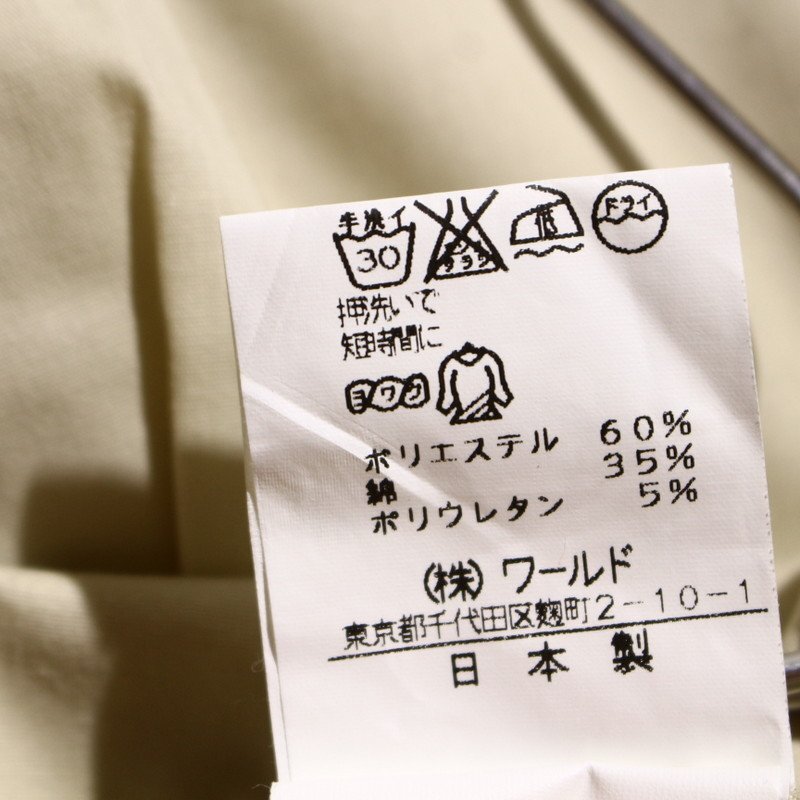 手洗イ
30
エンソ
サラシ
低
ドライ
押洗いで
短時間に
ヨワク
ポリエステル 60%
綿 35%
ポリウレタン 5%
(株)ワールド
東京都千代田区麹町2-10-1
日本製